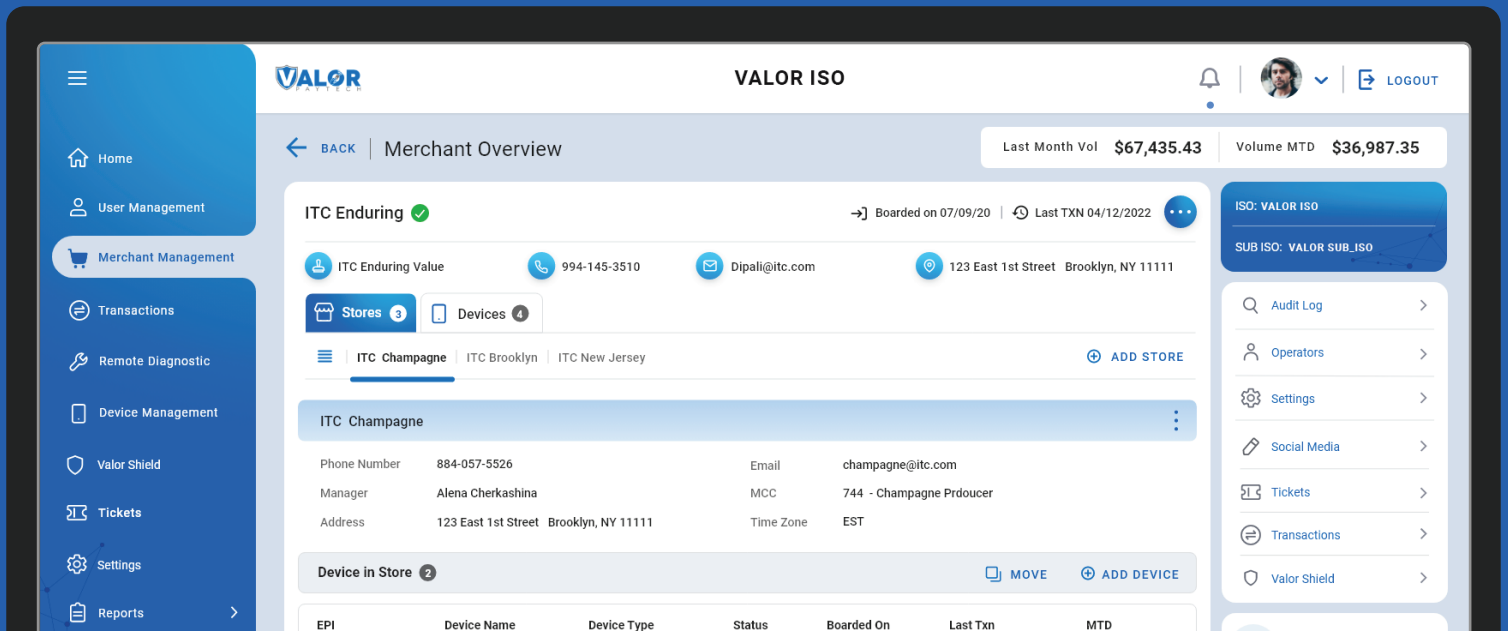 VALOR
PAYTECH
VALOR ISO
LOGOUT
Home
User Management
Merchant Management
Transactions
Remote Diagnostic
Device Management
Valor Shield
Tickets
Settings
Reports
BACK
Merchant Overview
Last Month Vol $67,435.43
Volume MTD $36,987.35
ITC Enduring
Boarded on 07/09/20
Last TXN 04/12/2022
ITC Enduring Value
994-145-3510
Dipali@itc.com
123 East 1st Street Brooklyn, NY 11111
Stores 3
Devices 4
ITC Champagne
ITC Brooklyn
ITC New Jersey
ADD STORE
ITC Champagne
Phone Number 884-057-5526
Email champagne@itc.com
Manager Alena Cherkashina
MCC 744 - Champagne Prdoucer
Address 123 East 1st Street Brooklyn, NY 11111
Time Zone EST
Device in Store 2
MOVE
ADD DEVICE
EPI Device Name Device Type Status Boarded On Last Txn MTD
ISO: VALOR ISO
SUB ISO: VALOR SUB_ISO
Audit Log
Operators
Settings
Social Media
Tickets
Transactions
Valor Shield